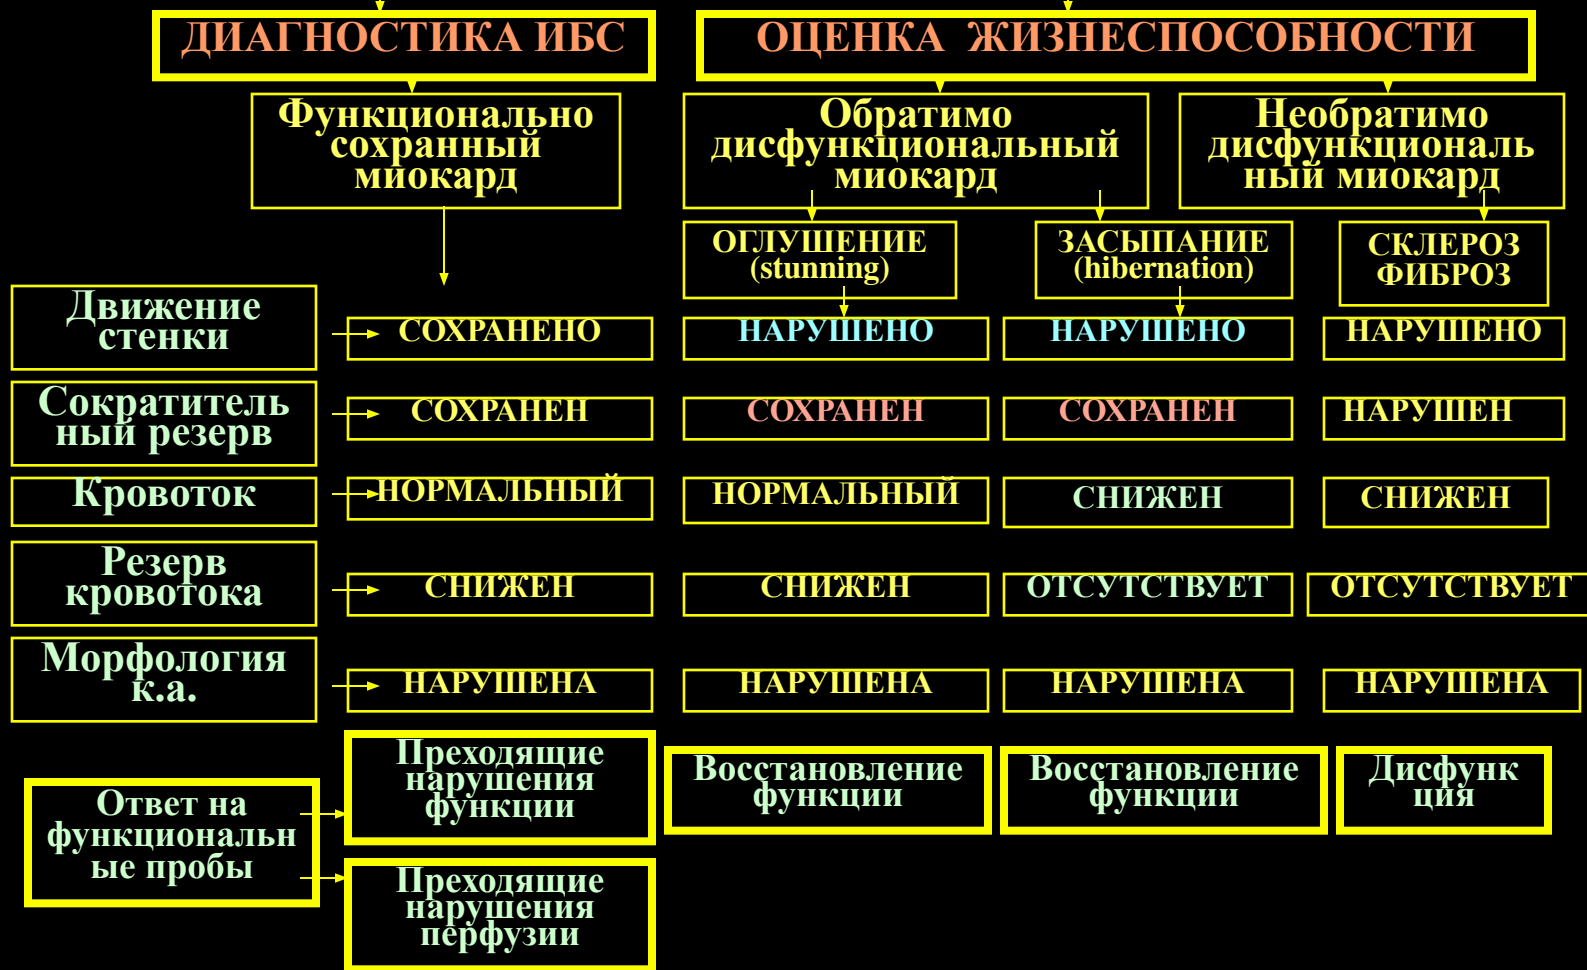 ДИАГНОСТИКА ИБС
ОЦЕНКА ЖИЗНЕСПОСОБНОСТИ
Функционально
сохранный
миокард
Обратимо
дисфункциональный
миокард
Необратимо
дисфункциональ
ный миокард
ОГЛУШЕНИЕ
(stunning)
ЗАСЫПАНИЕ
(hibernation)
СКЛЕРОЗ
ФИБРОЗ
Движение
стенки
СОХРАНЕНО
НАРУШЕНО
НАРУШЕНО
НАРУШЕНО
Сократитель
ный резерв
СОХРАНЕН
СОХРАНЕН
СОХРАНЕН
НАРУШЕН
Кровоток
НОРМАЛЬНЫЙ
НОРМАЛЬНЫЙ
СНИЖЕН
СНИЖЕН
Резерв
кровотока
СНИЖЕН
СНИЖЕН
ОТСУТСТВУЕТ
ОТСУТСТВУЕТ
Морфология
к.а.
НАРУШЕНА
НАРУШЕНА
НАРУШЕНА
НАРУШЕНА
Ответ на
функциональн
ые пробы
Преходящие
нарушения
функции
Восстановление
функции
Восстановление
функции
Дисфунк
ция
Преходящие
нарушения
перфузии